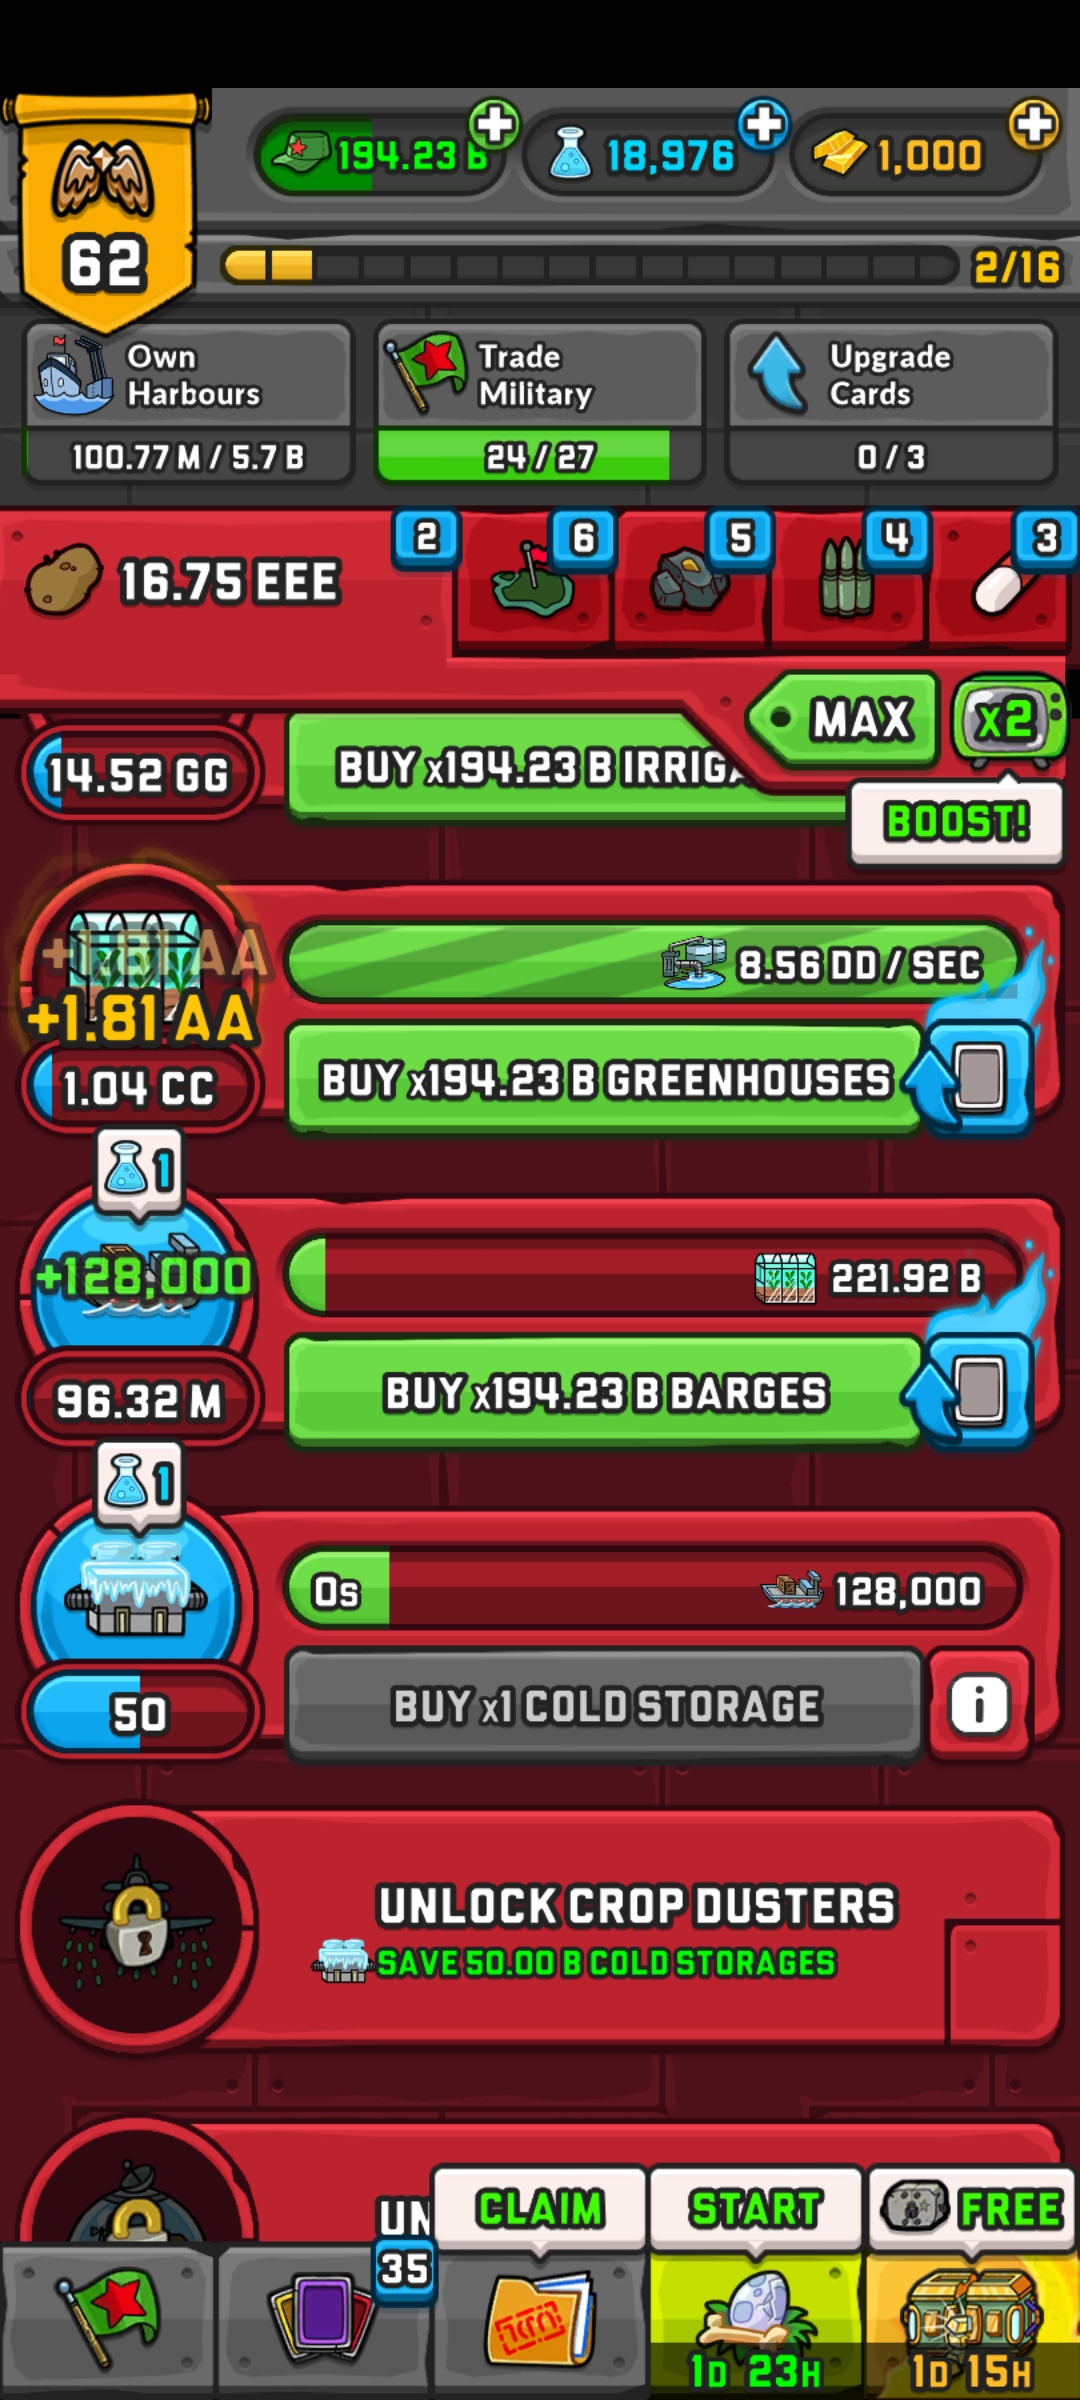 194.23 B
18,976
1,000
62
2/16
Own
Harbours
100.77 M / 5.7 B
Trade
Military
24 / 27
Upgrade
Cards
0 / 3
16.75 EEE
2
6
5
4
3
MAX
x2
BOOST!
14.52 GG
BUY x194.23 B IRRIGA
+1.81 AA
+1.81 AA
8.56 DD / SEC
1.04 CC
BUY x194.23 B GREENHOUSES
1
+128,000
221.92 B
96.32 M
BUY x194.23 B BARGES
1
0s
128,000
50
BUY x1 COLD STORAGE
i
UNLOCK CROP DUSTERS
SAVE 50.00 B COLD STORAGES
UN
CLAIM
START
FREE
35
1D 23H
1D 15H